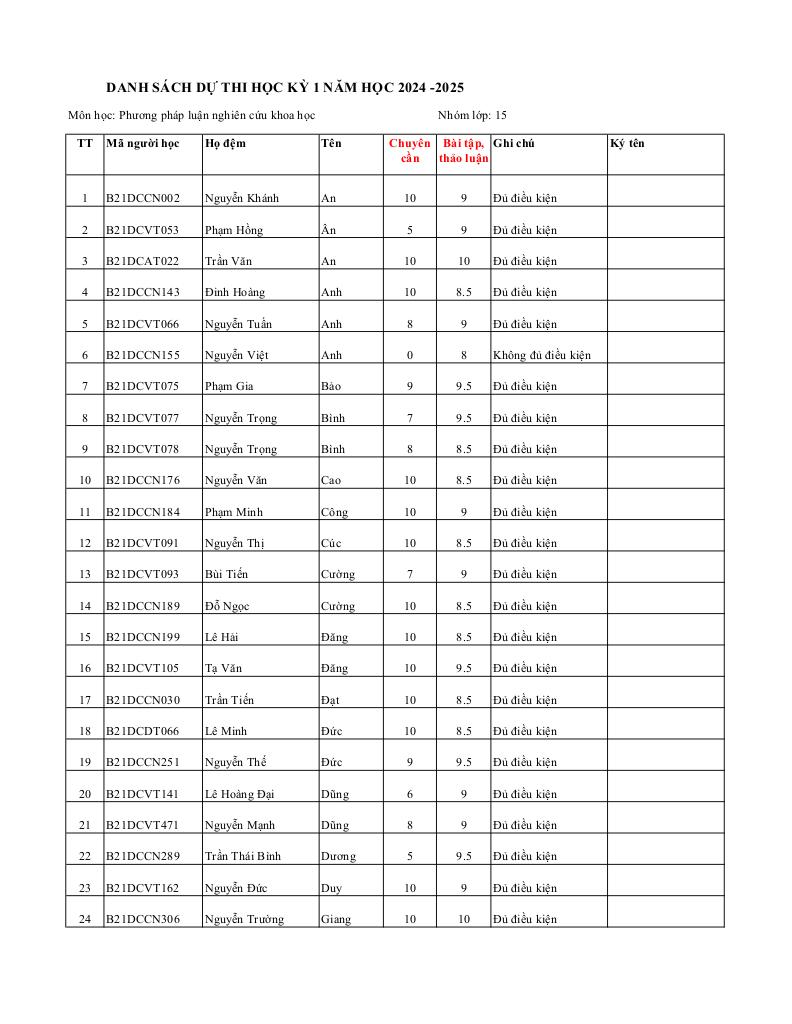 DANH SÁCH DỰ THI HỌC KỲ 1 NĂM HỌC 2024 -2025
Môn học: Phương pháp luận nghiên cứu khoa học Nhóm lớp: 15
TT Mã người học Họ đệm Tên Chuyên cần Bài tập, thảo luận Ghi chú Ký tên
1 B21DCCN002 Nguyễn Khánh An 10 9 Đủ điều kiện
2 B21DCVT053 Phạm Hồng Ân 5 9 Đủ điều kiện
3 B21DCAT022 Trần Văn An 10 10 Đủ điều kiện
4 B21DCCN143 Đinh Hoàng Anh 10 8.5 Đủ điều kiện
5 B21DCVT066 Nguyễn Tuấn Anh 8 9 Đủ điều kiện
6 B21DCCN155 Nguyễn Việt Anh 0 8 Không đủ điều kiện
7 B21DCVT075 Phạm Gia Bảo 9 9.5 Đủ điều kiện
8 B21DCVT077 Nguyễn Trọng Bình 7 9.5 Đủ điều kiện
9 B21DCVT078 Nguyễn Trọng Bình 8 8.5 Đủ điều kiện
10 B21DCCN176 Nguyễn Văn Cao 10 8.5 Đủ điều kiện
11 B21DCCN184 Phạm Minh Công 10 9 Đủ điều kiện
12 B21DCVT091 Nguyễn Thị Cúc 10 8.5 Đủ điều kiện
13 B21DCVT093 Bùi Tiến Cường 7 9 Đủ điều kiện
14 B21DCCN189 Đỗ Ngọc Cường 10 8.5 Đủ điều kiện
15 B21DCCN199 Lê Hải Đăng 10 8.5 Đủ điều kiện
16 B21DCVT105 Tạ Văn Đăng 10 9.5 Đủ điều kiện
17 B21DCCN030 Trần Tiến Đạt 10 8.5 Đủ điều kiện
18 B21DCDT066 Lê Minh Đức 10 8.5 Đủ điều kiện
19 B21DCCN251 Nguyễn Thế Đức 9 9.5 Đủ điều kiện
20 B21DCVT141 Lê Hoàng Đại Dũng 6 9 Đủ điều kiện
21 B21DCVT471 Nguyễn Mạnh Dũng 8 9 Đủ điều kiện
22 B21DCCN289 Trần Thái Bình Dương 5 9.5 Đủ điều kiện
23 B21DCVT162 Nguyễn Đức Duy 10 9 Đủ điều kiện
24 B21DCCN306 Nguyễn Trường Giang 10 10 Đủ điều kiện